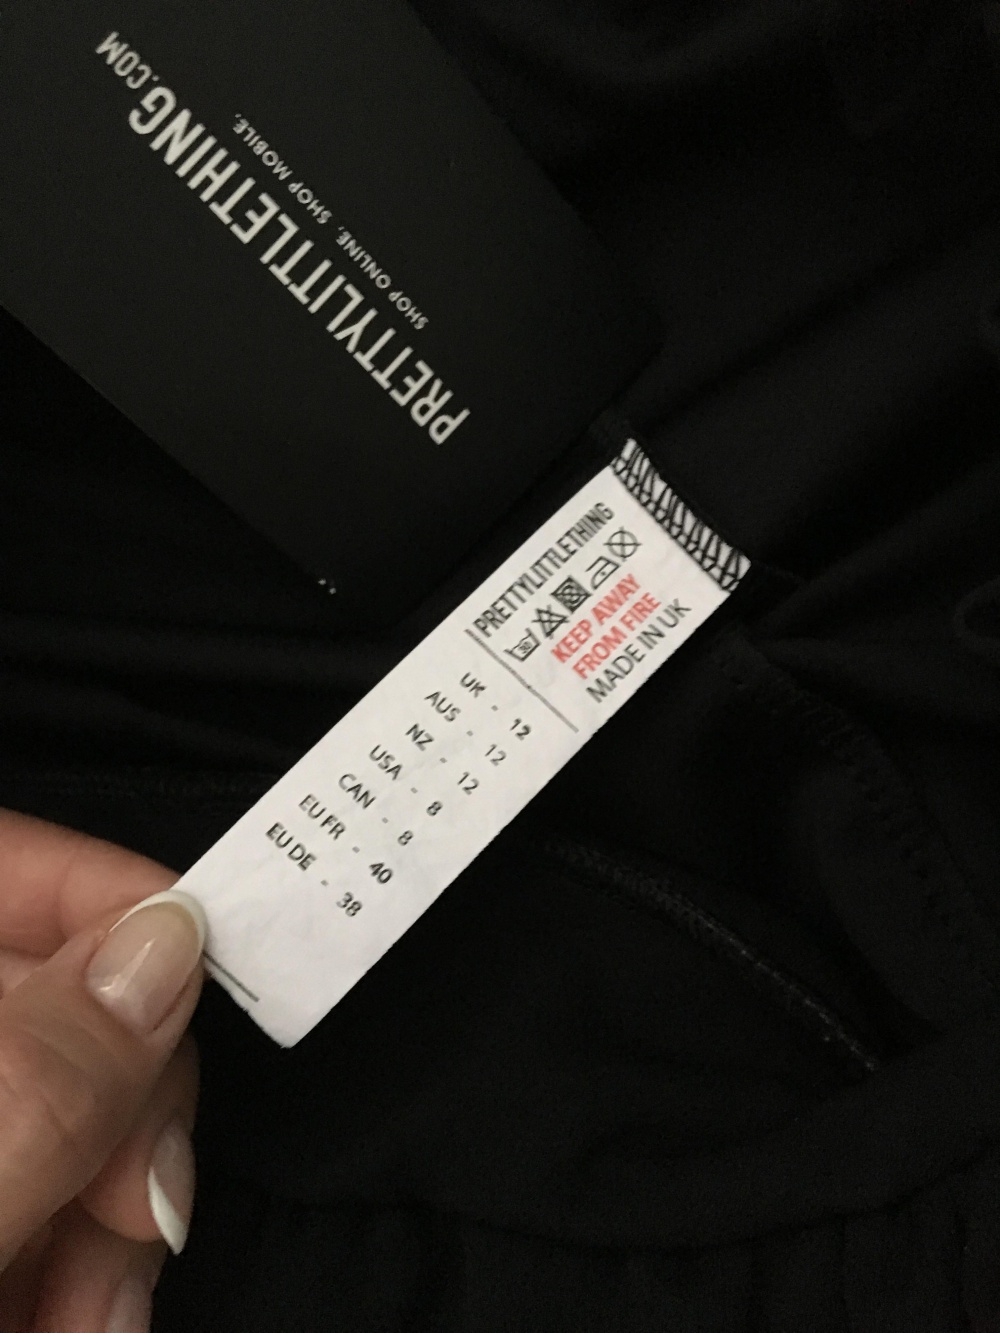 PRETTYLITTLETHING.COM
SHOP ONLINE, SHOP MOBILE,
PRETTYLITTLETHING
30
KEEP AWAY
FROM FIRE
MADE IN UK
UK - 12
AUS - 12
NZ - 12
USA - 8
CAN - 8
EU FR - 40
EU DE - 38